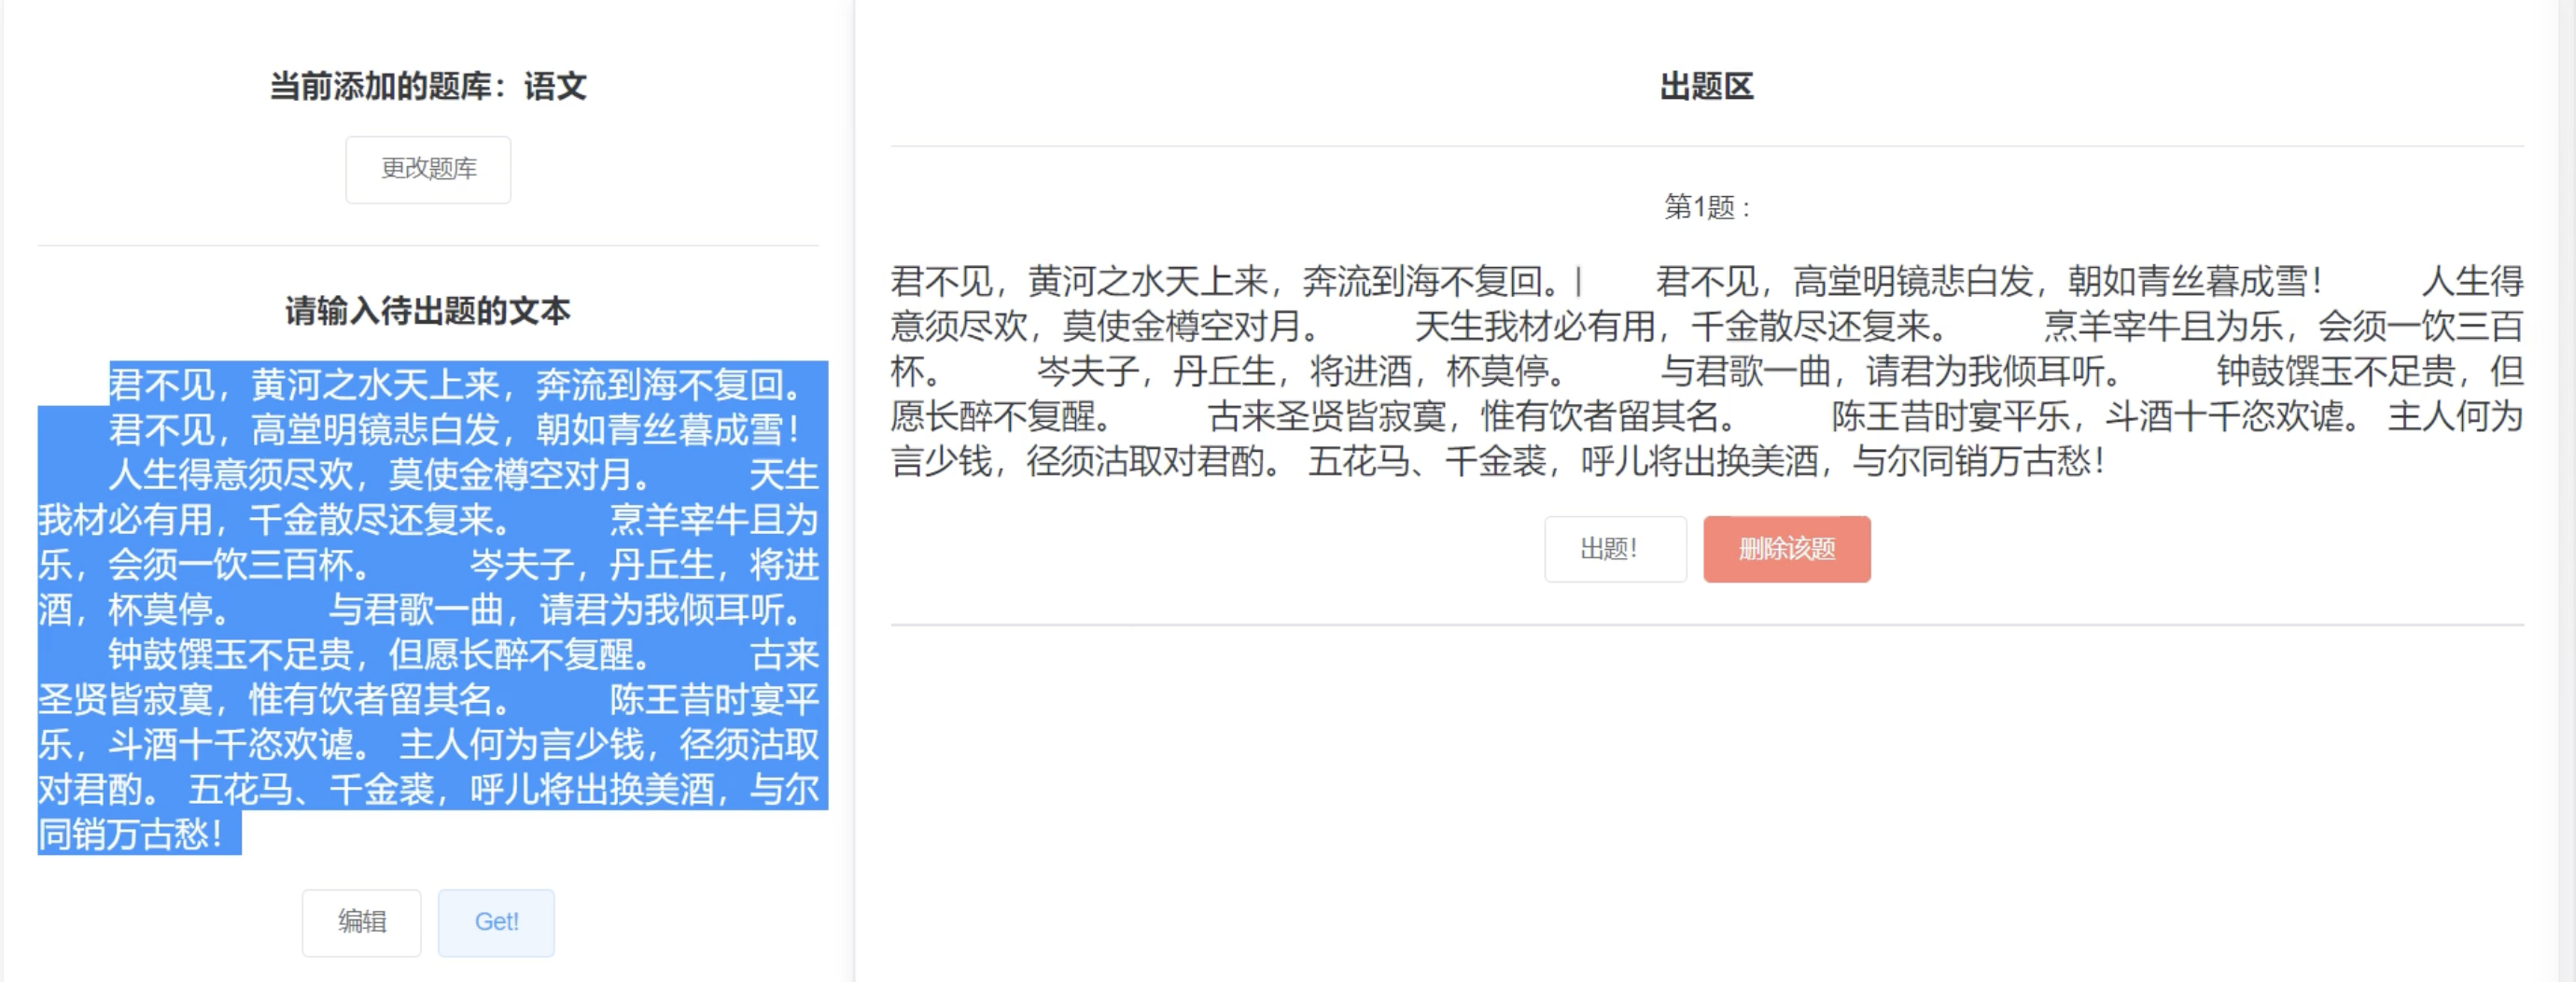 当前添加的题库：语文
更改题库
请输入待出题的文本
君不见，黄河之水天上来，奔流到海不复回。
君不见，高堂明镜悲白发，朝如青丝暮成雪！
人生得意须尽欢，莫使金樽空对月。 天生
我材必有用，千金散尽还复来。 烹羊宰牛且为
乐，会须一饮三百杯。 岑夫子，丹丘生，将进
酒，杯莫停。 与君歌一曲，请君为我倾耳听。
钟鼓馔玉不足贵，但愿长醉不复醒。 古来
圣贤皆寂寞，惟有饮者留其名。 陈王昔时宴平
乐，斗酒十千恣欢谑。 主人何为言少钱，径须沽取
对君酌。 五花马、千金裘，呼儿将出换美酒，与尔
同销万古愁！
编辑 Get!
出题区
第1题：
君不见，黄河之水天上来，奔流到海不复回。| 君不见，高堂明镜悲白发，朝如青丝暮成雪！ 人生得
意须尽欢，莫使金樽空对月。 天生我材必有用，千金散尽还复来。 烹羊宰牛且为乐，会须一饮三百
杯。 岑夫子，丹丘生，将进酒，杯莫停。 与君歌一曲，请君为我倾耳听。 钟鼓馔玉不足贵，但
愿长醉不复醒。 古来圣贤皆寂寞，惟有饮者留其名。 陈王昔时宴平乐，斗酒十千恣欢谑。 主人何为
言少钱，径须沽取对君酌。 五花马、千金裘，呼儿将出换美酒，与尔同销万古愁！
出题！ 删除该题